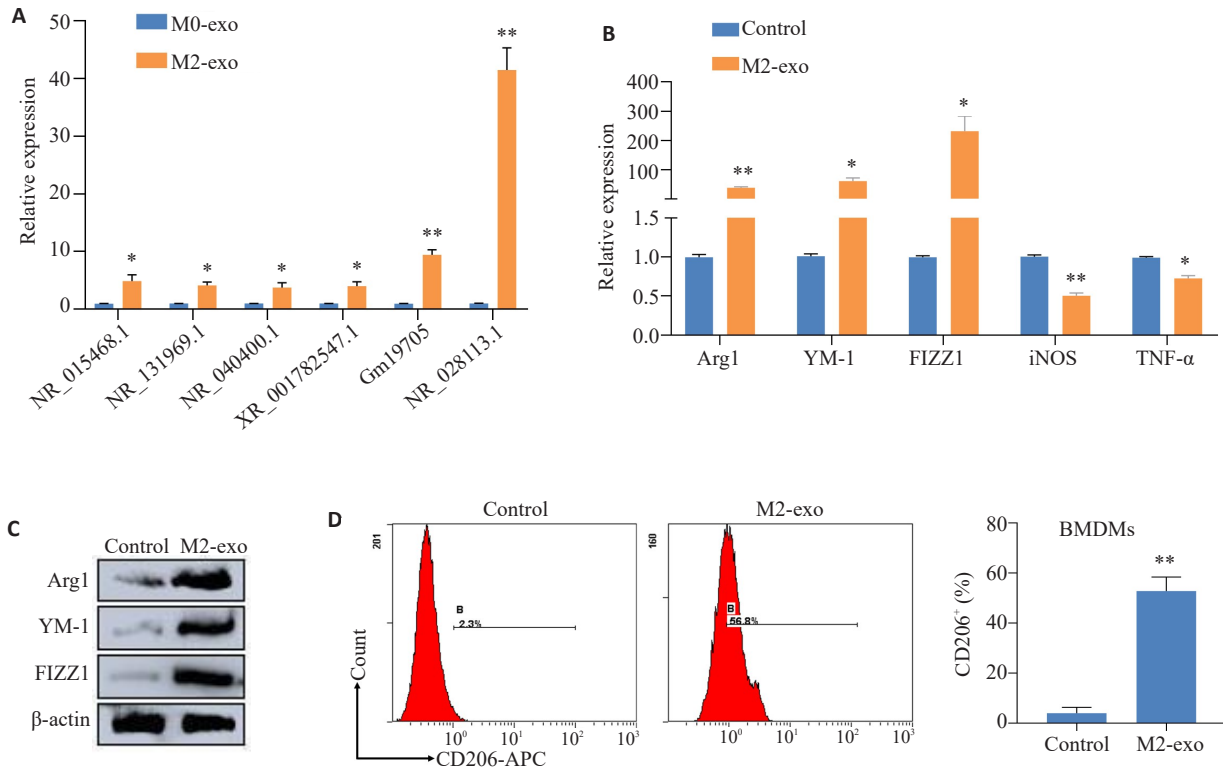 A
M0-exo
M2-exo
Relative expression
50
40
30
20
10
0
*
*
*
*
**
**
NR_015468.1
NR_131969.1
NR_040400.1
XR_001782547.1
Gm19705
NR_028113.1
B
Control
M2-exo
Relative expression
400
300
200
100
1.5
1.0
0.5
0.0
**
*
*
**
*
Arg1
YM-1
FIZZ1
iNOS
TNF-α
C
Control M2-exo
Arg1
YM-1
FIZZ1
β-actin
D
Control
201
B
2.3%
Count
10⁰ 10¹ 10² 10³
CD206-APC
M2-exo
160
B
56.8%
10⁰ 10¹ 10² 10³
BMDMs
CD206⁺ (%)
80
60
40
20
0
**
Control M2-exo